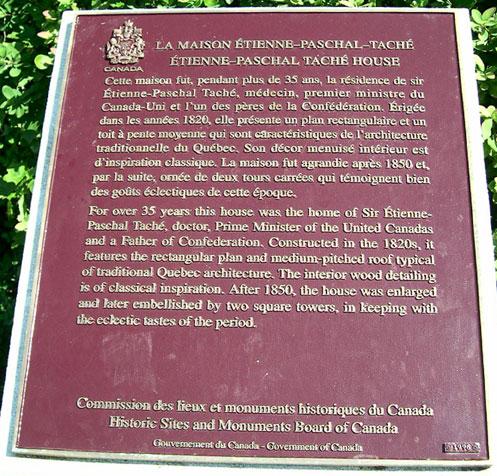 CANADA
LA MAISON ÉTIENNE–PASCHAL–TACHÉ
ÉTIENNE–PASCHAL TACHÉ HOUSE
Cette maison fut, pendant plus de 35 ans, la résidence de sir
Étienne-Paschal Taché, médecin, premier ministre du
Canada-Uni et l'un des pères de la Confédération. Érigée
dans les années 1820, elle présente un plan rectangulaire et un
toit à pente moyenne qui sont caractéristiques de l'architecture
traditionnelle du Québec. Son décor menuisé intérieur est
d'inspiration classique. La maison fut agrandie après 1850 et,
par la suite, ornée de deux tours carrées qui témoignent bien
des goûts éclectiques de cette époque.
For over 35 years this house was the home of Sir Étienne-
Paschal Taché, doctor, Prime Minister of the United Canadas
and a Father of Confederation. Constructed in the 1820s, it
features the rectangular plan and medium-pitched roof typical
of traditional Quebec architecture. The interior wood detailing
is of classical inspiration. After 1850, the house was enlarged
and later embellished by two square towers, in keeping with
the eclectic tastes of the period.
Commission des lieux et monuments historiques du Canada
Historic Sites and Monuments Board of Canada
Gouvernement du Canada - Government of Canada